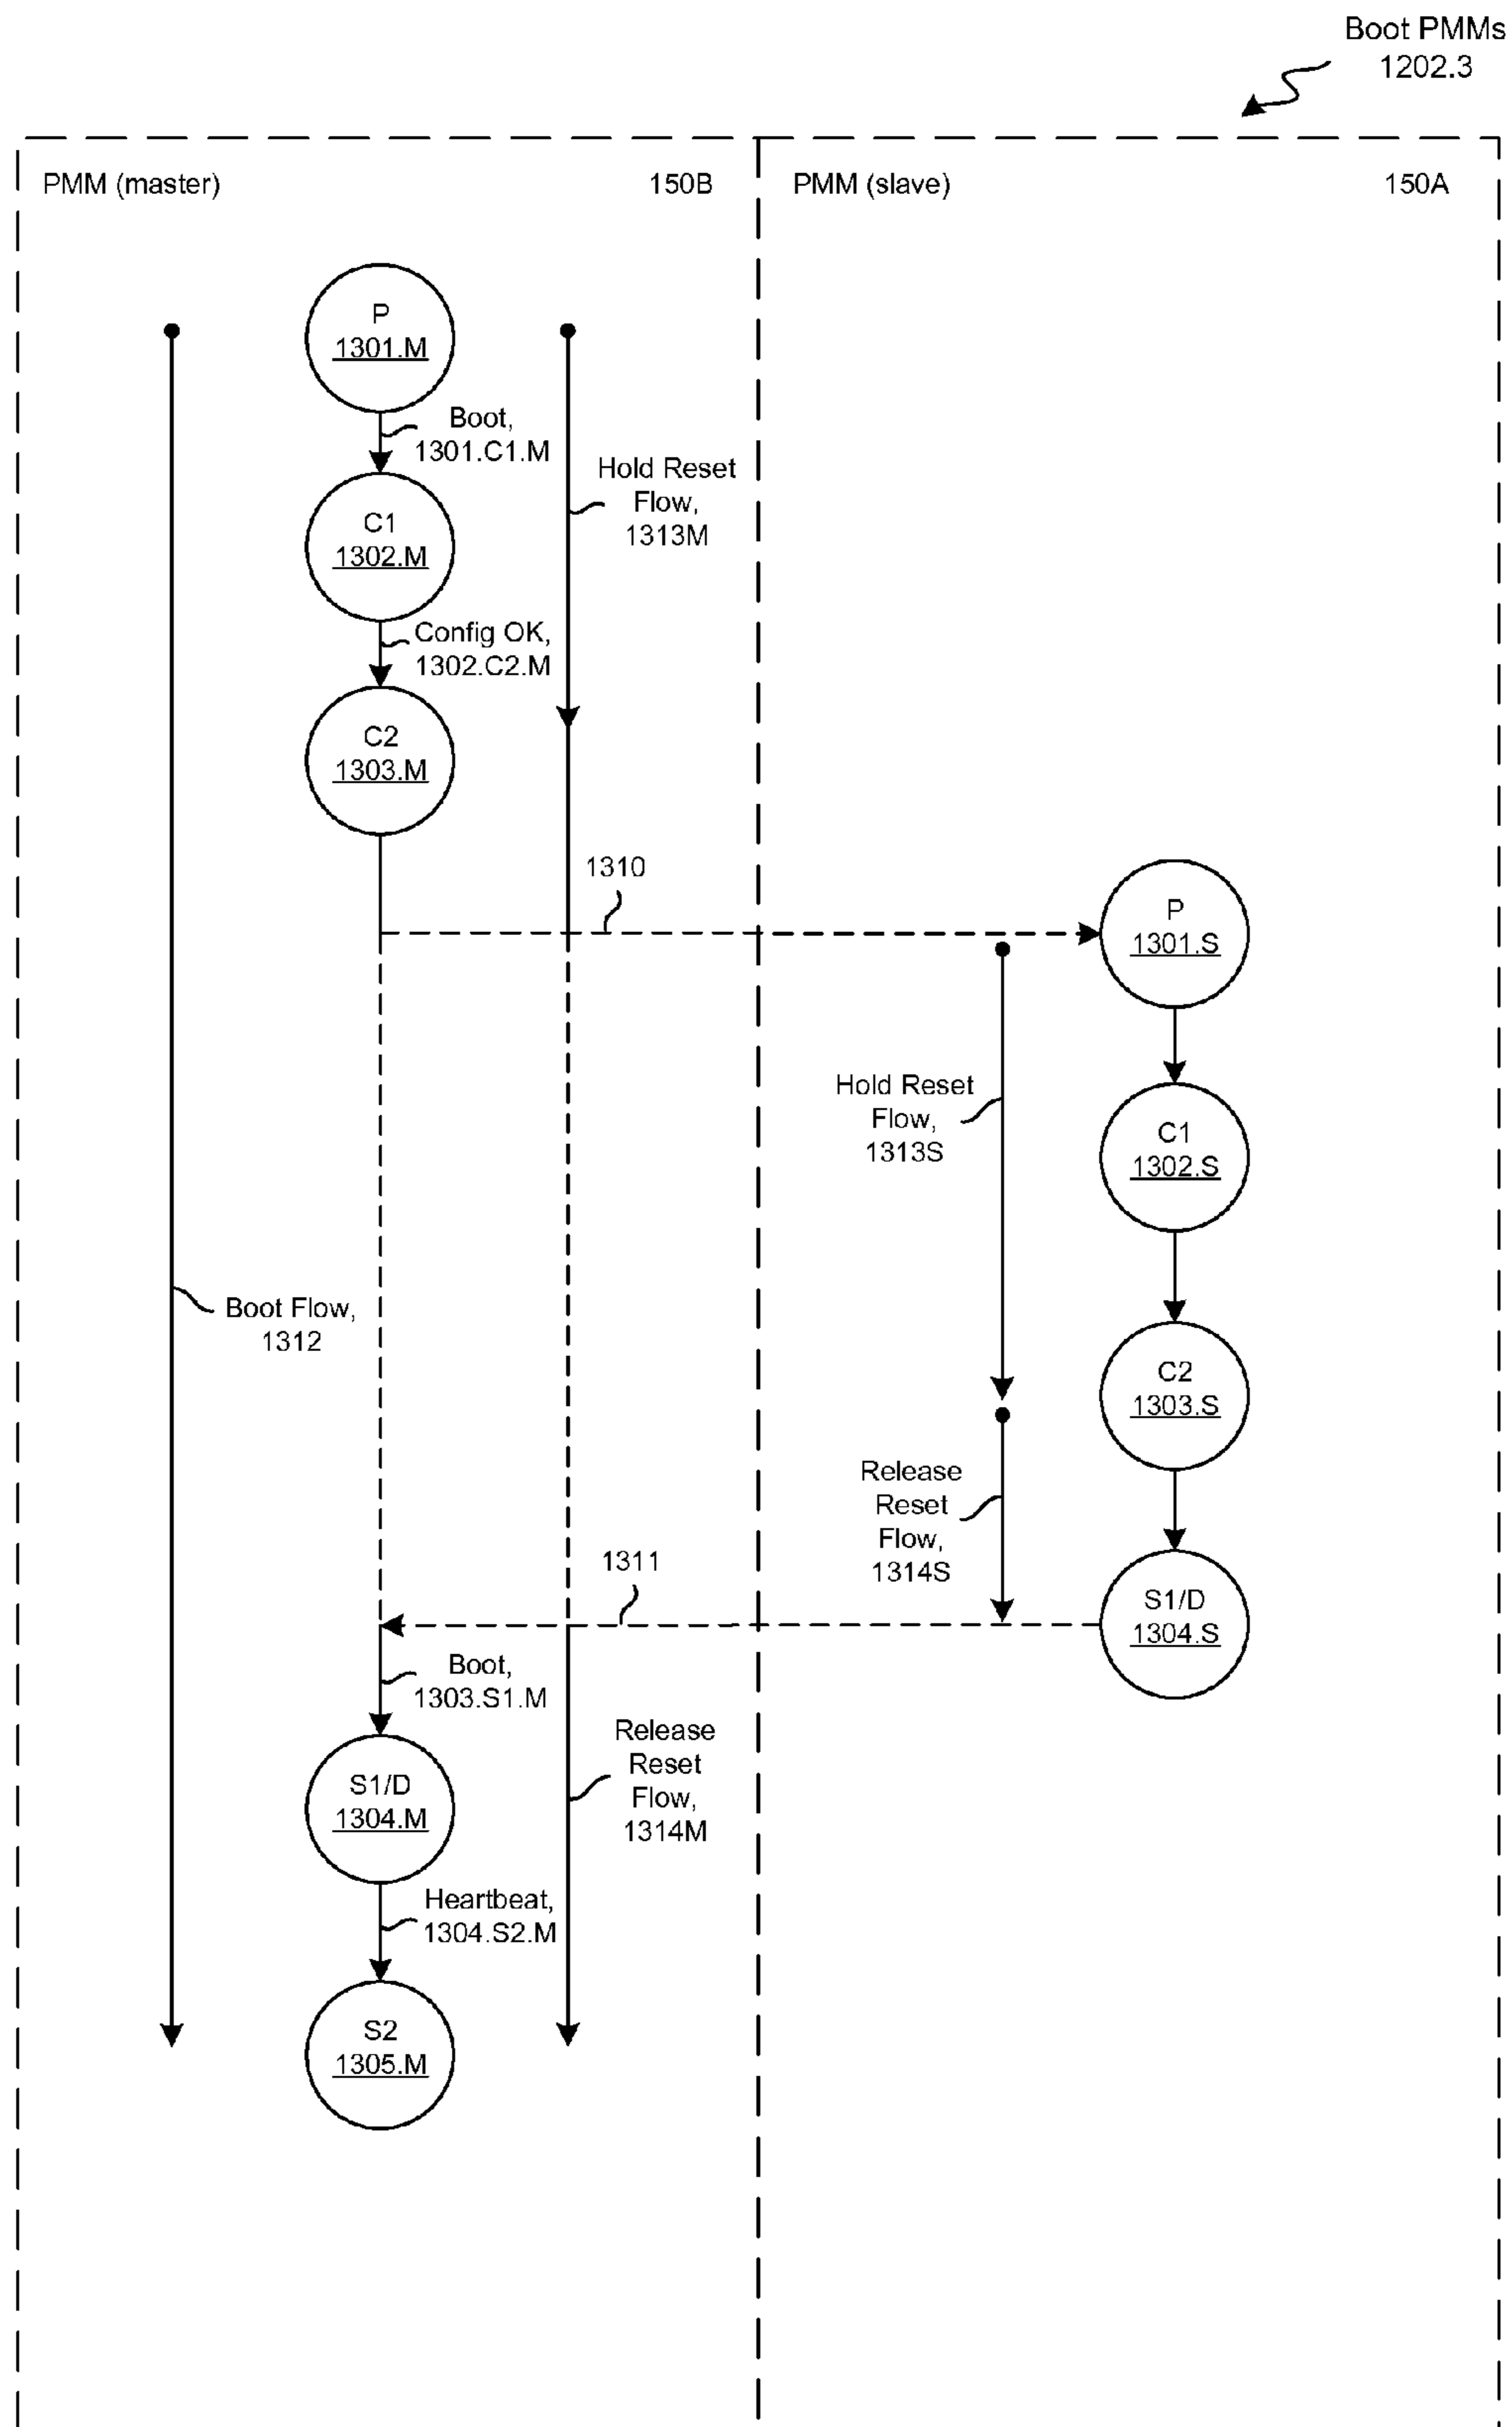 Boot PMMs
1202.3
PMM (master)
150B
PMM (slave)
150A
P
1301.M
Boot,
1301.C1.M
Hold Reset
Flow,
1313M
C1
1302.M
Config OK,
1302.C2.M
C2
1303.M
1310
P
1301.S
Hold Reset
Flow,
1313S
C1
1302.S
Boot Flow,
1312
C2
1303.S
Release
Reset
Flow,
1314S
1311
S1/D
1304.S
Boot,
1303.S1.M
Release
Reset
Flow,
1314M
S1/D
1304.M
Heartbeat,
1304.S2.M
S2
1305.M